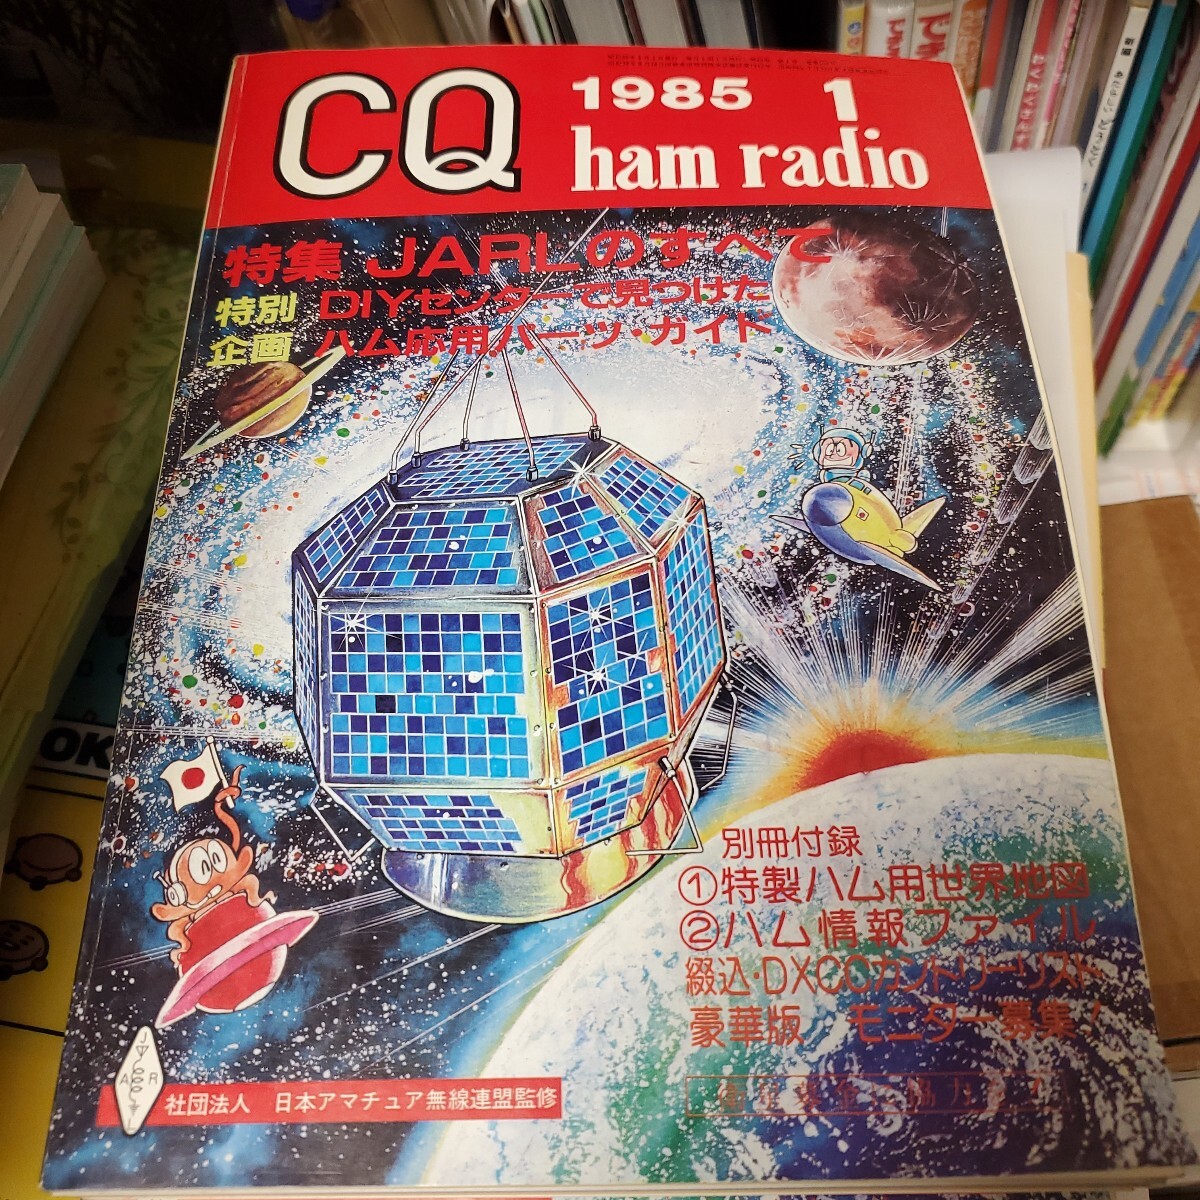 CQ
1985 1
ham radio
特集 JARLのすべて
特別 DIYセンターで見つけた
企画 ハム応用パーツ・ガイド
別冊付録
①特製ハム用世界地図
②ハム情報ファイル
綴込・DXCCカントリーリスト
豪華版 モニター募集!
JARL
社団法人 日本アマチュア無線連盟監修
OK